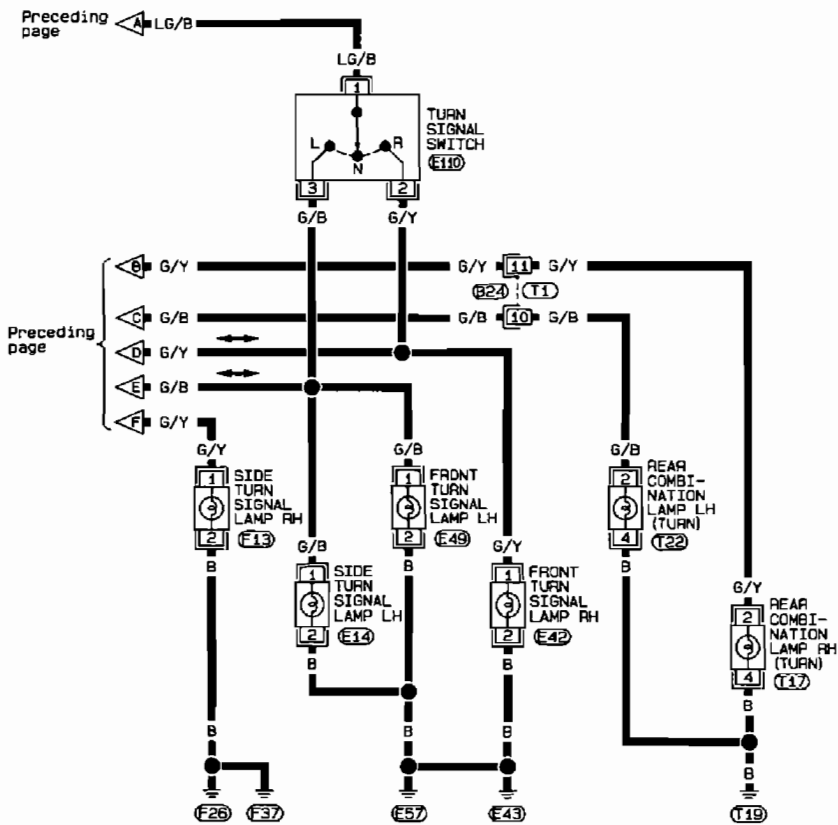 Preceding
page
A LG/B
LG/B
1
L
N
R
TURN
SIGNAL
SWITCH
E110
3
2
G/B
G/Y
Preceding
page
B G/Y
G/Y 11 G/Y
B24 T1
C G/B
G/B 10 G/B
D G/Y
E G/B
F G/Y
G/Y
1
2
SIDE
TURN
SIGNAL
LAMP RH
F13
B
G/B
1
2
FRONT
TURN
SIGNAL
LAMP LH
E49
B
G/B
2
4
REAR
COMBI-
NATION
LAMP LH
(TURN)
T22
B
G/B
1
2
SIDE
TURN
SIGNAL
LAMP LH
E14
B
G/Y
1
2
FRONT
TURN
SIGNAL
LAMP RH
E42
B
G/Y
2
4
REAR
COMBI-
NATION
LAMP RH
(TURN)
T17
B
B
B
B
B
F26
F37
E57
E43
T19